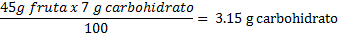 45g fruta x 7 g carbohidrato
100
= 3.15 g carbohidrato